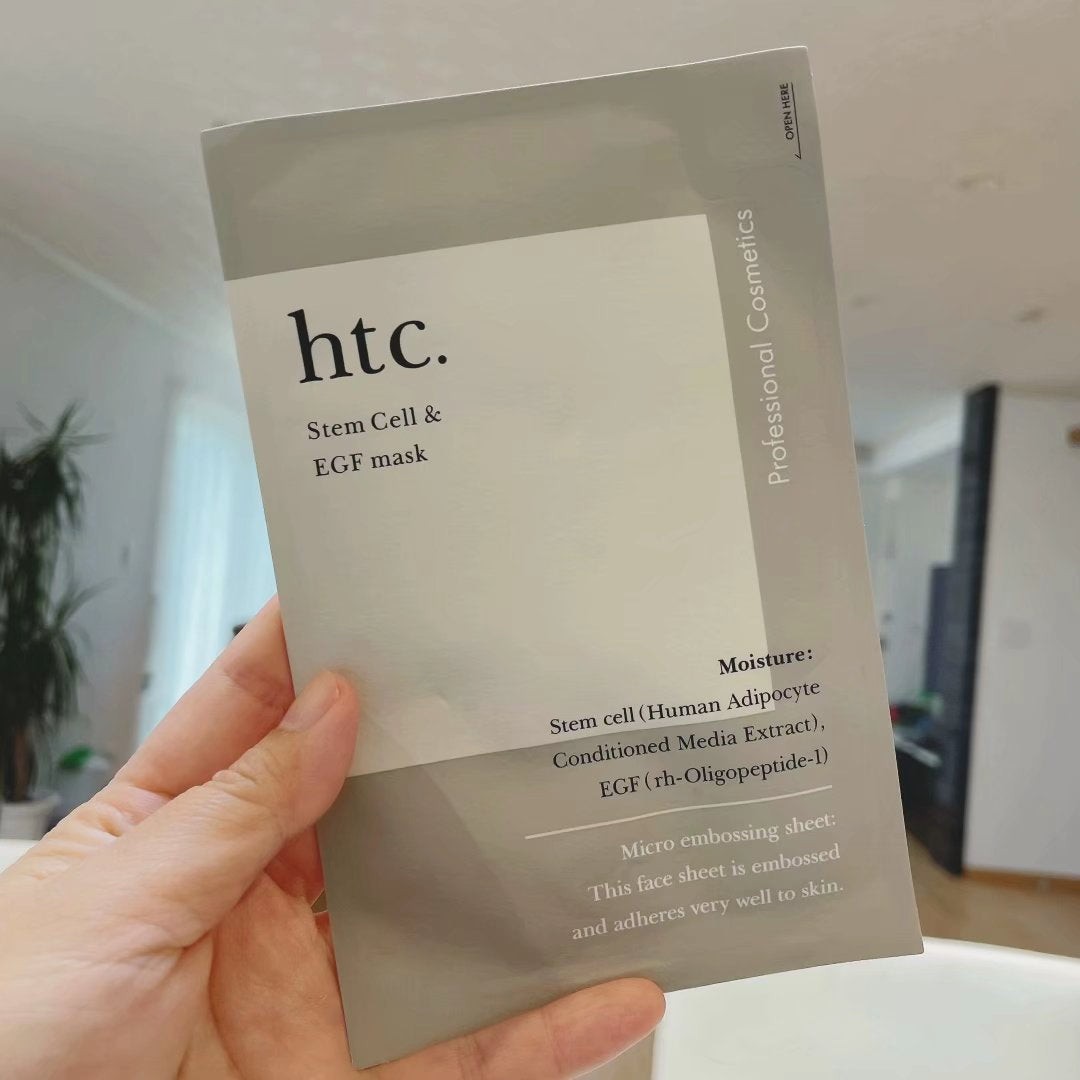 OPEN HERE
Professional Cosmetics
htc.
Stem Cell &
EGF mask
Moisture:
Stem cell (Human Adipocyte
Conditioned Media Extract),
EGF (rh-Oligopeptide-1)
Micro embossing sheet:
This face sheet is embossed
and adheres very well to skin.